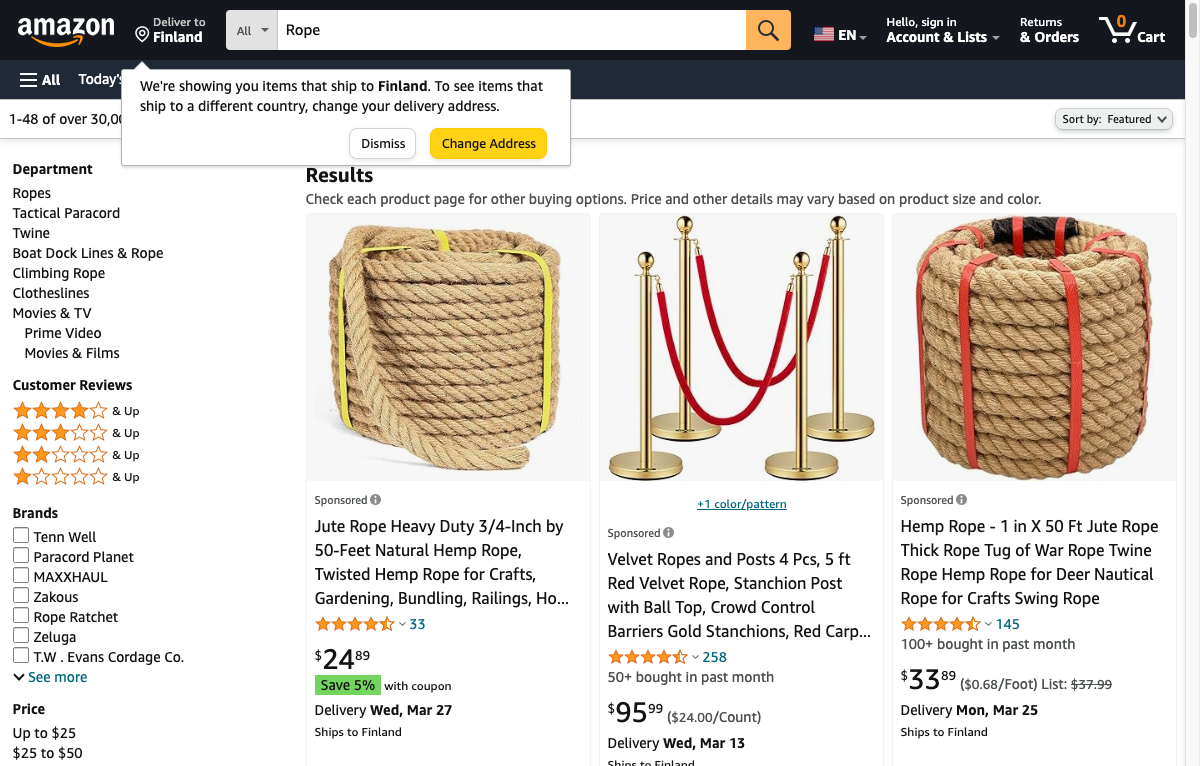 amazon
Deliver to
Finland
All
Rope
EN
Hello, sign in
Account & Lists
Returns
& Orders
0
Cart
All
Today's
We're showing you items that ship to Finland. To see items that
ship to a different country, change your delivery address.
Dismiss
Change Address
1-48 of over 30,00
Sort by: Featured
Department
Ropes
Tactical Paracord
Twine
Boat Dock Lines & Rope
Climbing Rope
Clotheslines
Movies & TV
Prime Video
Movies & Films
Customer Reviews
& Up
& Up
& Up
& Up
Brands
Tenn Well
Paracord Planet
MAXXHAUL
Zakous
Rope Ratchet
Zeluga
T.W . Evans Cordage Co.
See more
Price
Up to $25
$25 to $50
Results
Check each product page for other buying options. Price and other details may vary based on product size and color.
Sponsored
Jute Rope Heavy Duty 3/4-Inch by
50-Feet Natural Hemp Rope,
Twisted Hemp Rope for Crafts,
Gardening, Bundling, Railings, Ho...
33
$24 89
Save 5% with coupon
Delivery Wed, Mar 27
Ships to Finland
+1 color/pattern
Sponsored
Velvet Ropes and Posts 4 Pcs, 5 ft
Red Velvet Rope, Stanchion Post
with Ball Top, Crowd Control
Barriers Gold Stanchions, Red Carp...
258
50+ bought in past month
$95 99 ($24.00/Count)
Delivery Wed, Mar 13
Ships to Finland
Sponsored
Hemp Rope - 1 in X 50 Ft Jute Rope
Thick Rope Tug of War Rope Twine
Rope Hemp Rope for Deer Nautical
Rope for Crafts Swing Rope
145
100+ bought in past month
$33 89 ($0.68/Foot) List: $37.99
Delivery Mon, Mar 25
Ships to Finland